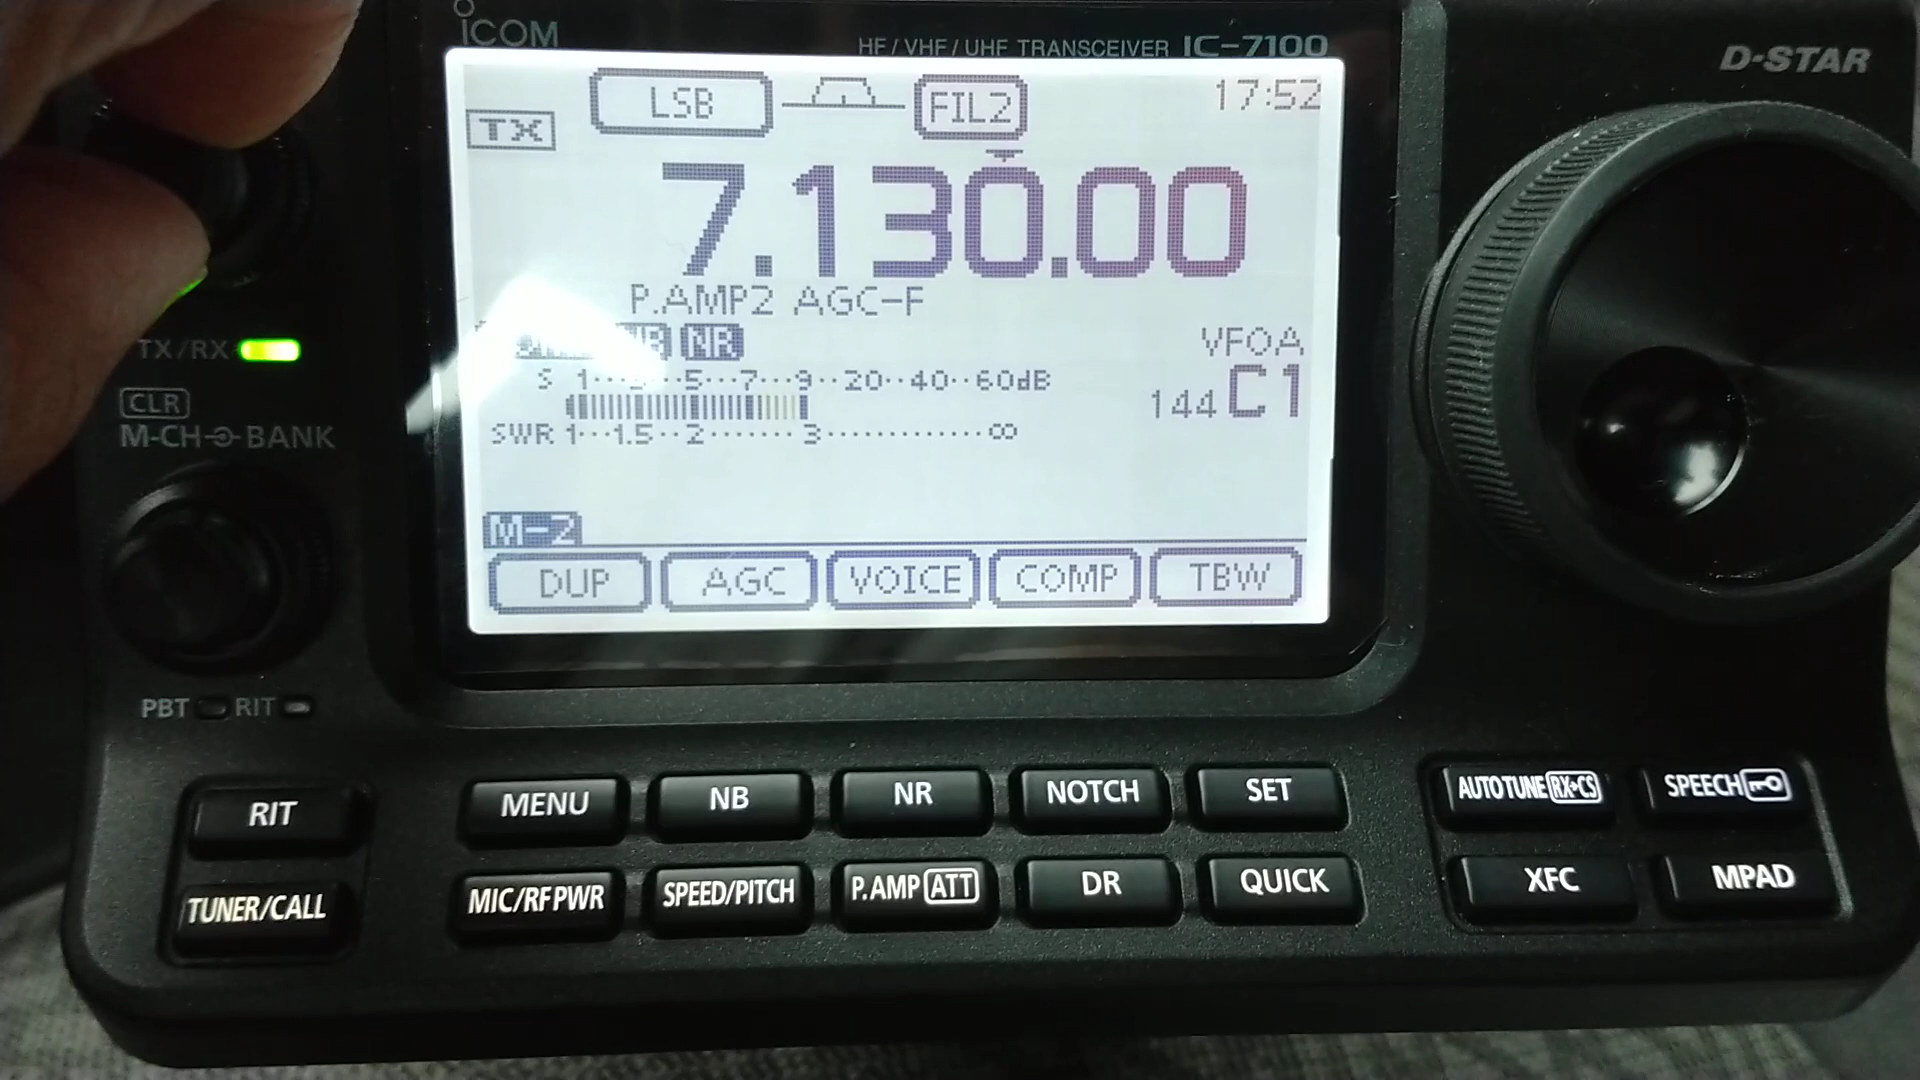 ICOM
HF/VHF/UHF TRANSCEIVER IC-7100
D-STAR
LSB FIL2 17:52
TX
7.130.00
P.AMP2 AGC-F
NR
VFOA
TX/RX
S 1 5 7 9 20 40 60dB
144 C1
CLR
SWR 1 1.5 2 3 ∞
M-CH BANK
M-2
DUP AGC VOICE COMP TBW
PBT RIT
RIT MENU NB NR NOTCH SET AUTOTUNE RX▸CS SPEECH
TUNER/CALL MIC/RF PWR SPEED/PITCH P.AMP ATT DR QUICK XFC MPAD